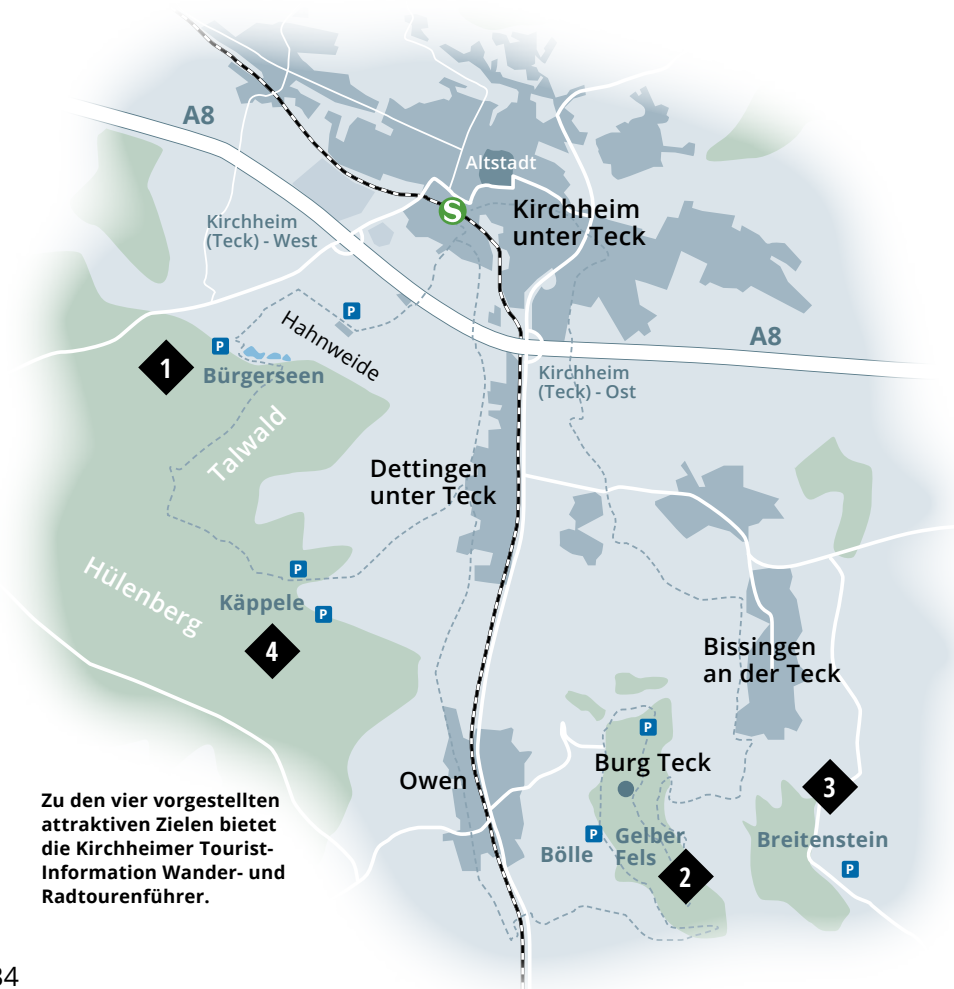 A8
Altstadt
S
Kirchheim
unter Teck
Kirchheim
(Teck) - West
P
Hahnweide
P
1
Bürgerseen
A8
Kirchheim
(Teck) - Ost
Talwald
Dettingen
unter Teck
Hülenberg
P
Käppele
P
4
Bissingen
an der Teck
P
Burg Teck
Owen
3
Zu den vier vorgestellten
attraktiven Zielen bietet
die Kirchheimer Tourist-
Information Wander- und
Radtourenführer.
P
Bölle
Gelber
Fels
2
Breitenstein
P